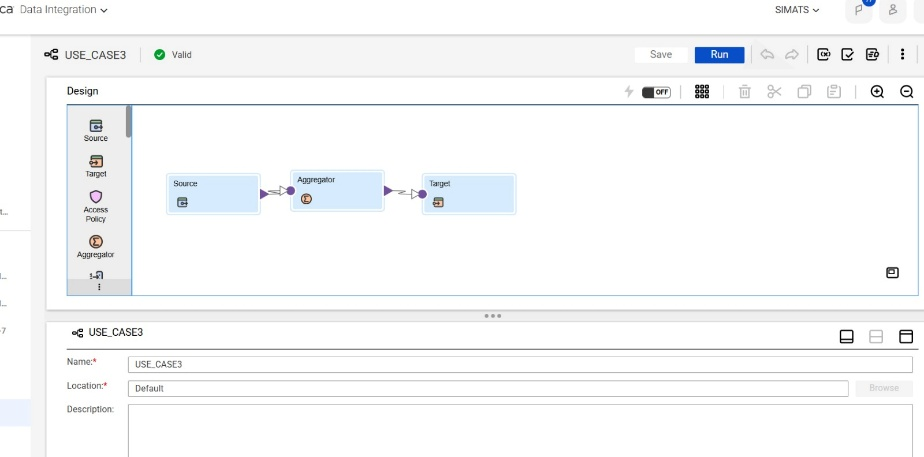 ca Data Integration
SIMATS
USE_CASE3
Valid
Save
Run
Design
OFF
Source
Target
Access
Policy
Aggregator
Source
Aggregator
Target
USE_CASE3
Name:*
USE_CASE3
Location:*
Default
Browse
Description: